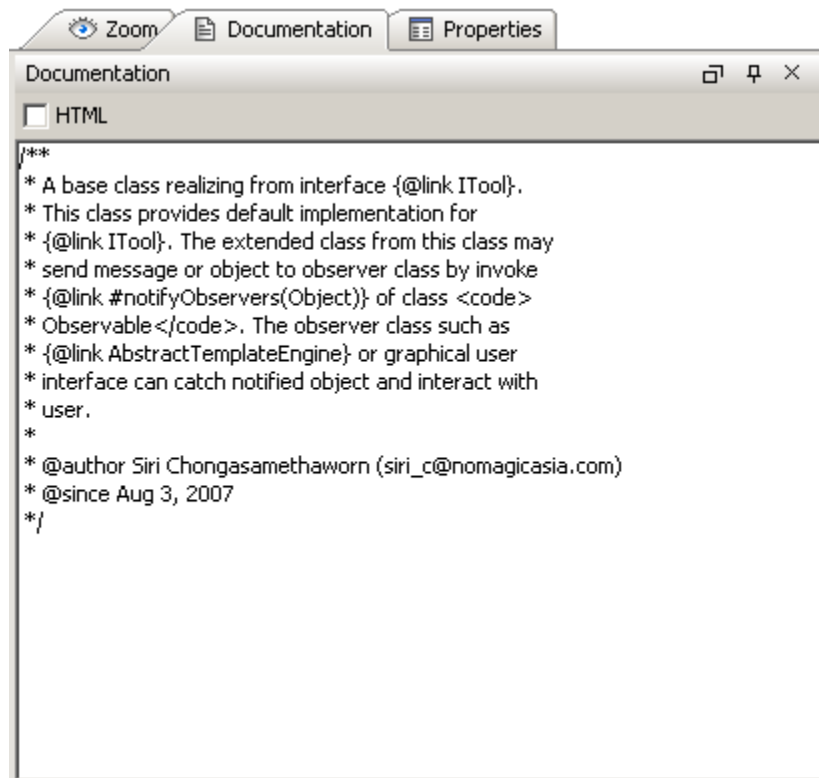 Zoom Documentation Properties
Documentation
HTML
/**
* A base class realizing from interface {@link ITool}.
* This class provides default implementation for
* {@link ITool}. The extended class from this class may
* send message or object to observer class by invoke
* {@link #notifyObservers(Object)} of class <code>
* Observable</code>. The observer class such as
* {@link AbstractTemplateEngine} or graphical user
* interface can catch notified object and interact with
* user.
*
* @author Siri Chongasamethaworn (siri_c@nomagicasia.com)
* @since Aug 3, 2007
*/